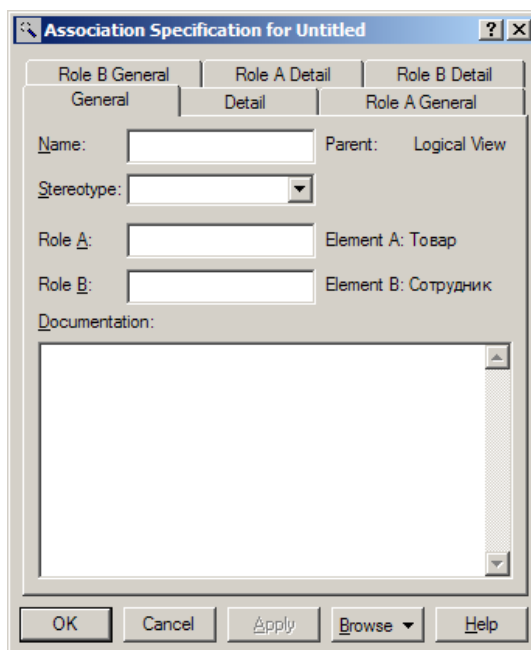 Association Specification for Untitled
Role B General Role A Detail Role B Detail
General Detail Role A General
Name: Parent: Logical View
Stereotype:
Role A: Element A: Товар
Role B: Element B: Сотрудник
Documentation:
OK Cancel Apply Browse Help